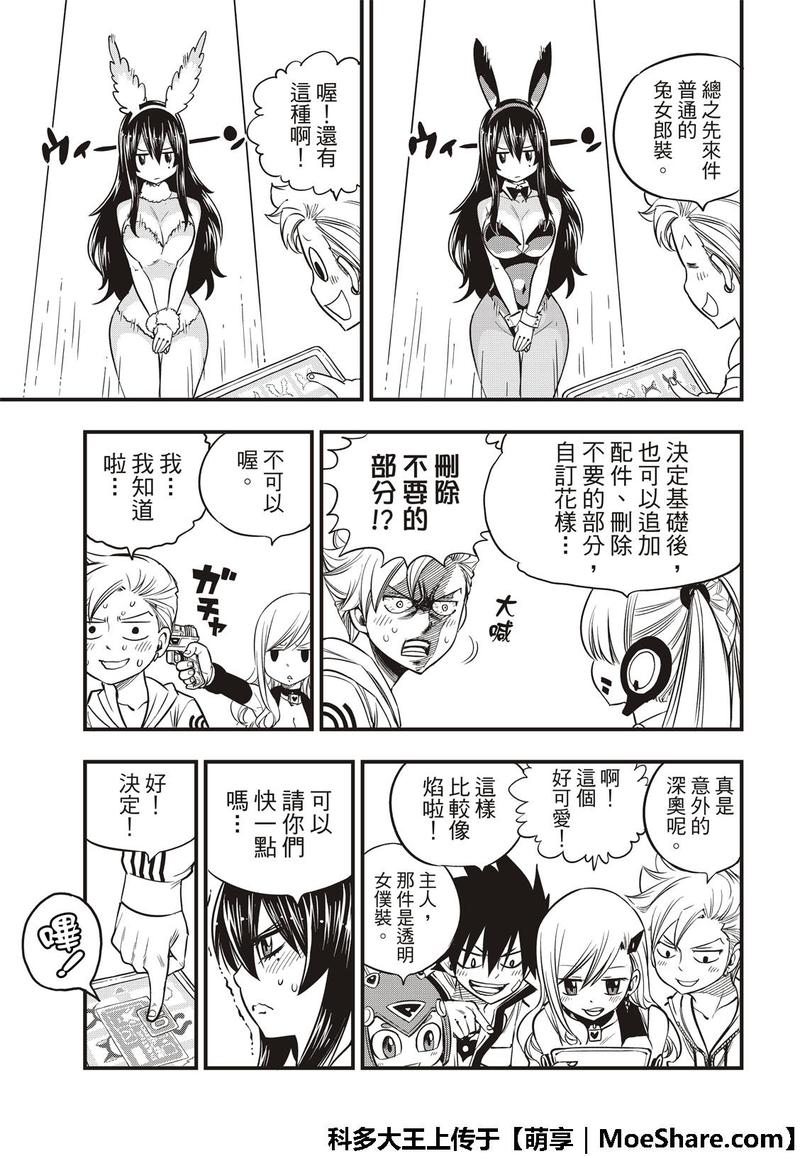 總之先來件
普通的
兔女郎裝。
ウィーーン
喔！還有
這種啊！
ウィーーン
決定基礎後，
也可以追加
配件、刪除
不要的部分，
自訂花樣…
刪除
不要的
部分!?
大喊
不可以
喔。
我…
我知道
啦…
ガチャ
真是
意外的
深奧呢。
啊！
這個
好可愛！
這樣
比較像
焰啦！
主人，
那件是透明
女僕裝。
可以
請你們
快一點
嗎…
好！
決定！
嗶！
科多大王上传于【萌享｜MoeShare.com】